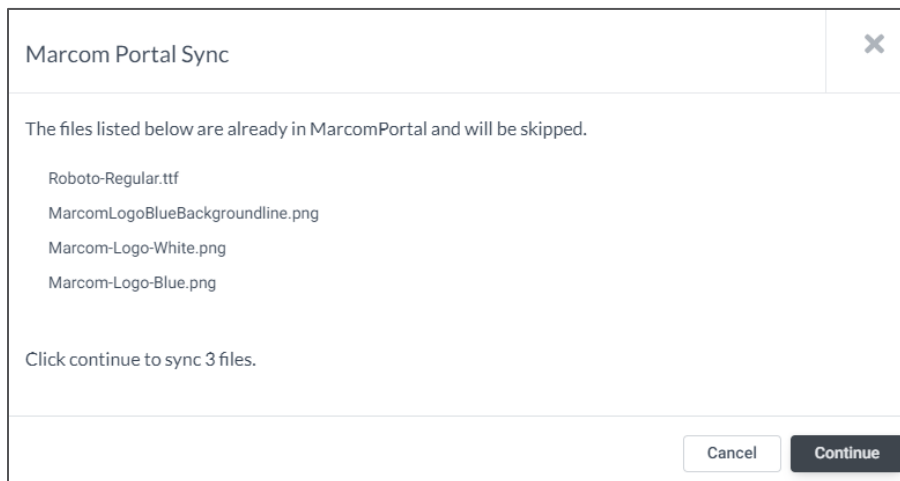 Marcom Portal Sync
The files listed below are already in MarcomPortal and will be skipped.
Roboto-Regular.ttf
MarcomLogoBlueBackgroundline.png
Marcom-Logo-White.png
Marcom-Logo-Blue.png
Click continue to sync 3 files.
Cancel Continue